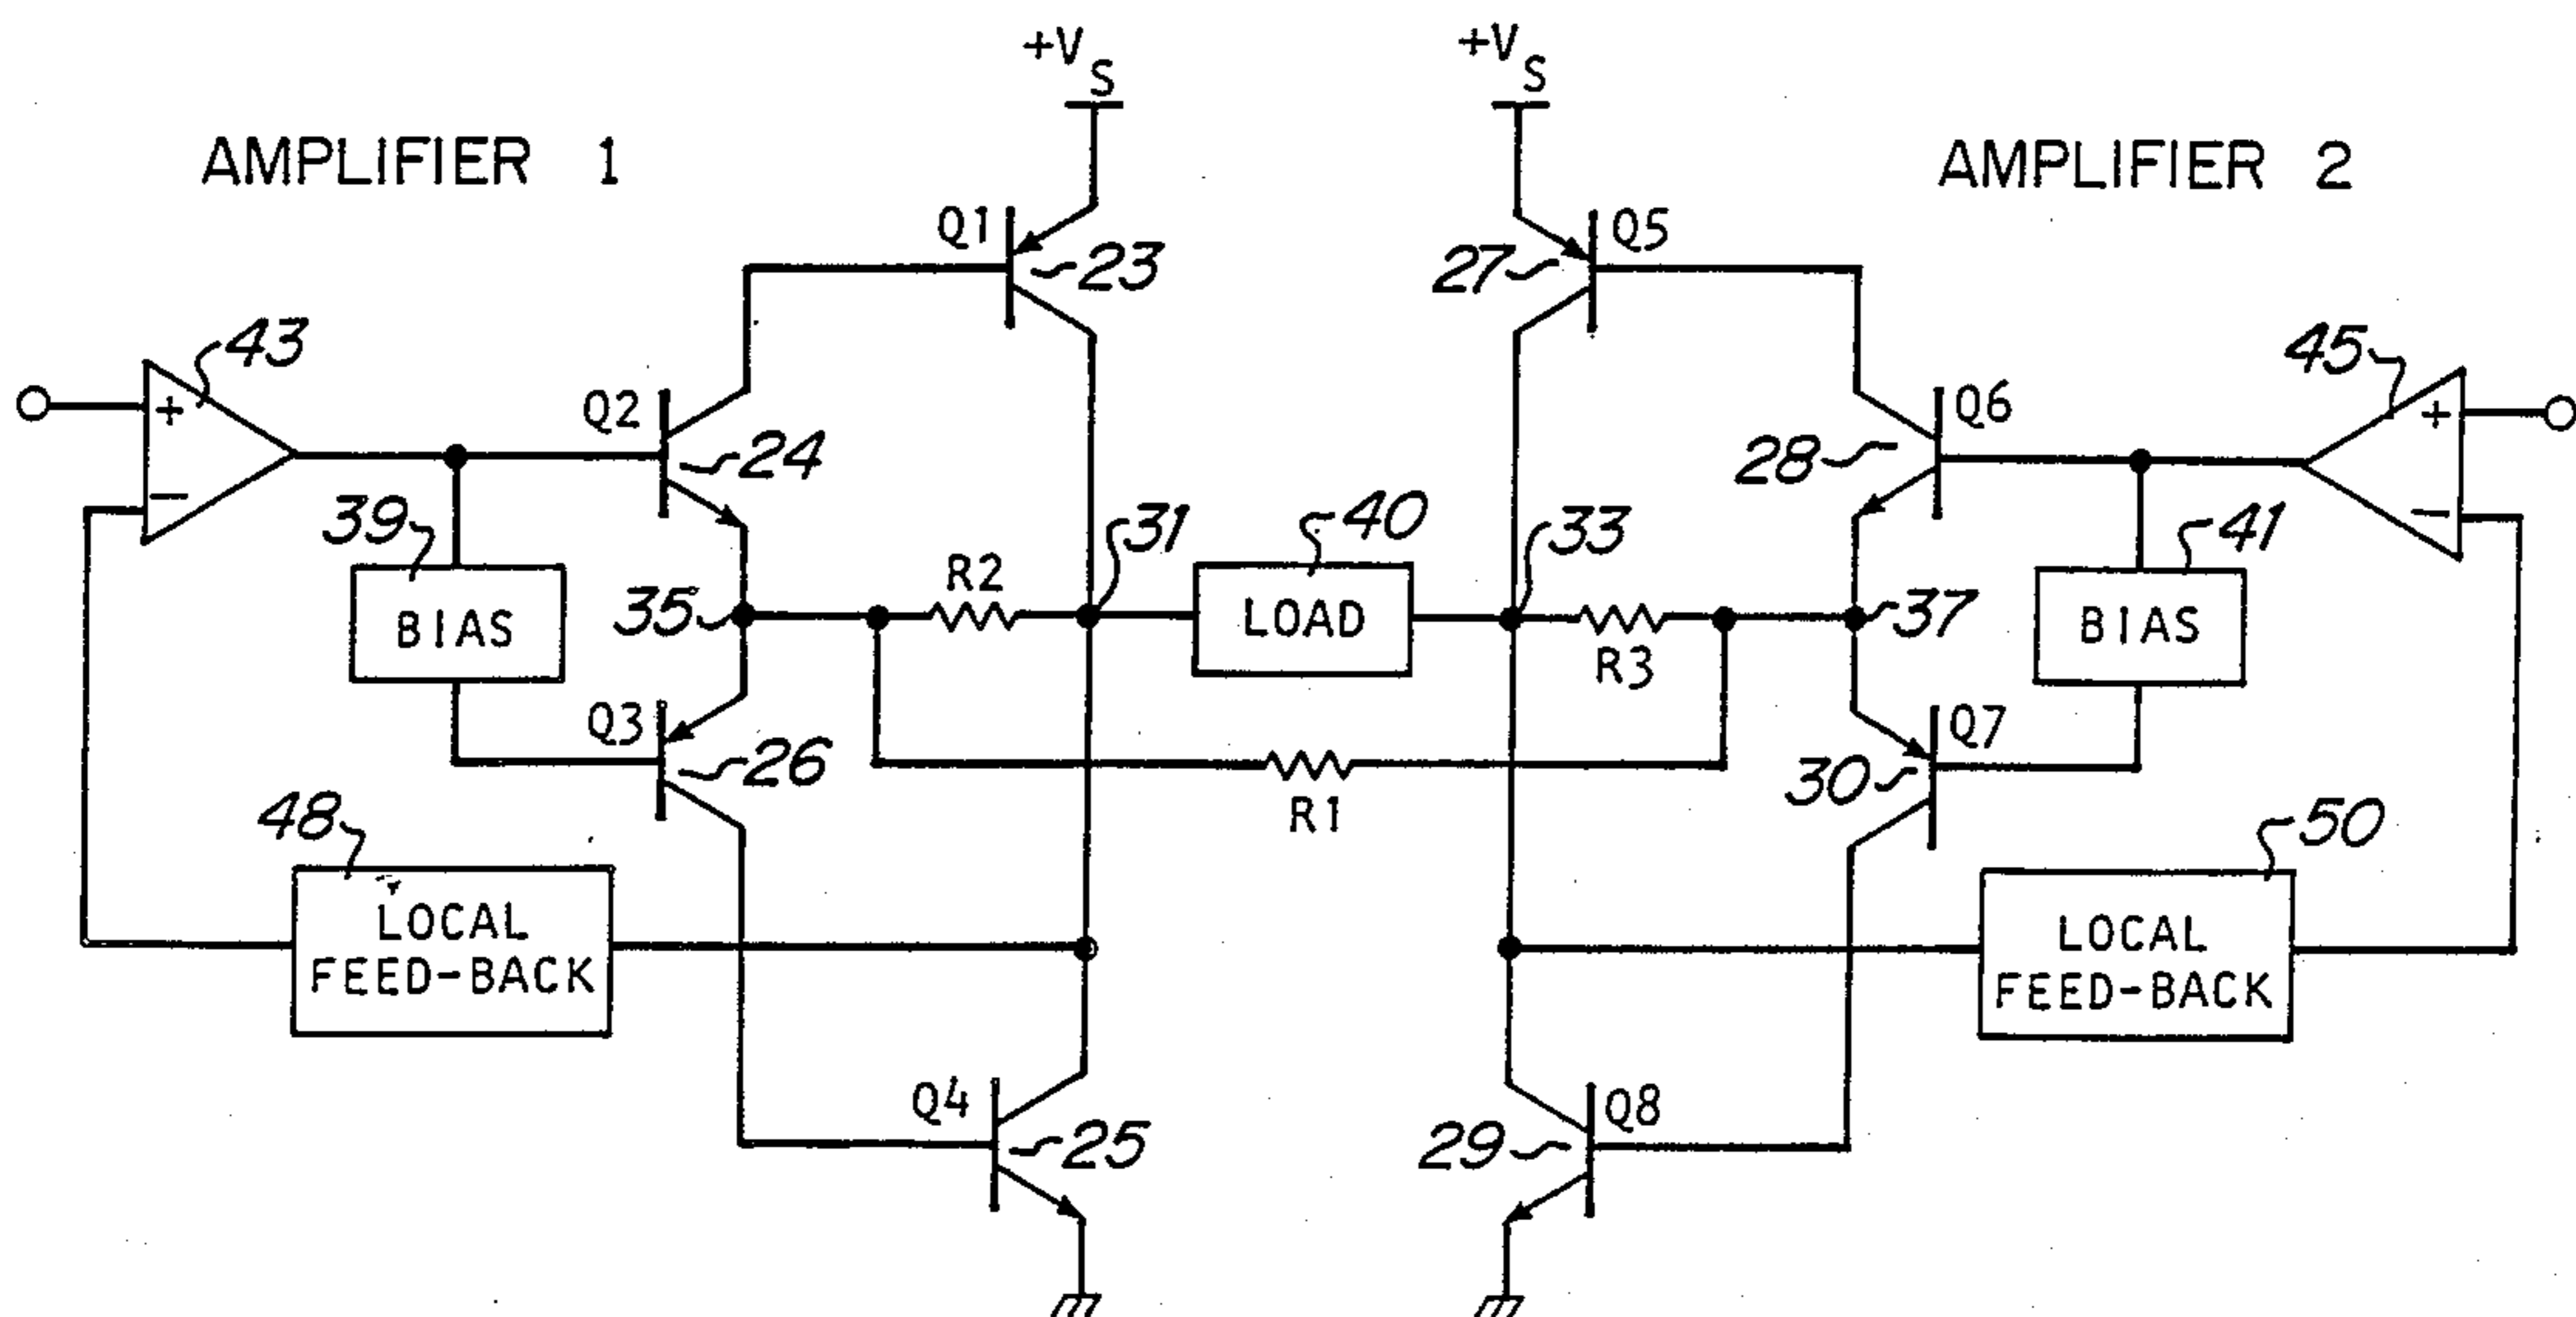 +VS
+VS
AMPLIFIER 1
AMPLIFIER 2
Q1
23
Q5
27
43
45
+
+
Q2
24
Q6
28
−
−
39
31
40
33
41
BIAS
35
R2
LOAD
R3
37
BIAS
Q3
26
R1
Q7
30
48
50
LOCAL
FEED-BACK
LOCAL
FEED-BACK
Q4
25
Q8
29